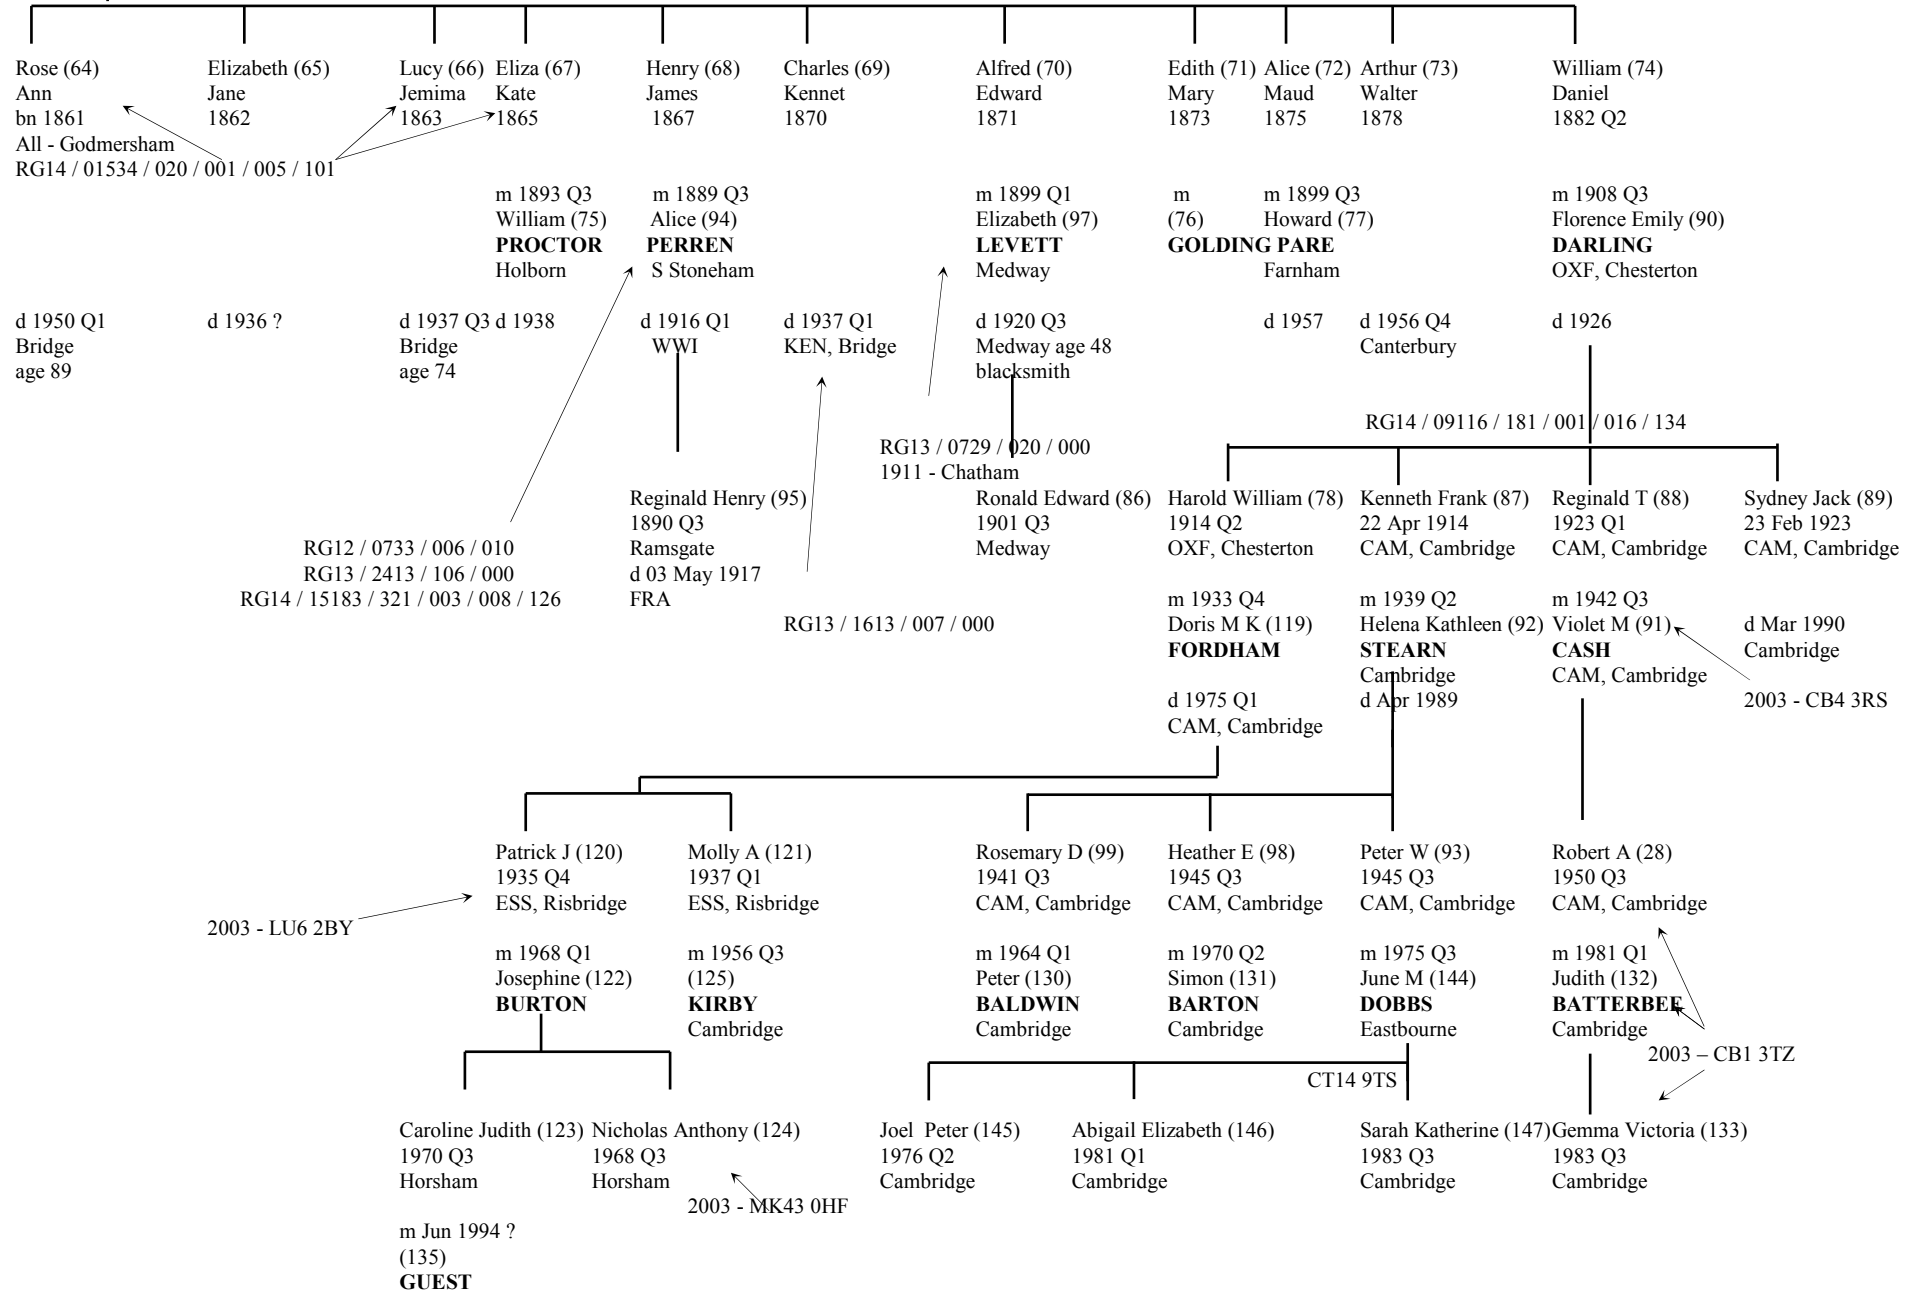 Rose (64)
Ann
bn 1861
All - Godmersham
RG14 / 01534 / 020 / 001 / 005 / 101
d 1950 Q1
Bridge
age 89
Elizabeth (65)
Jane
1862
d 1936 ?
Lucy (66)
Jemima
1863
d 1937 Q3
Bridge
age 74
Eliza (67)
Kate
1865
m 1893 Q3
William (75)
PROCTOR
Holborn
d 1938
Henry (68)
James
1867
m 1889 Q3
Alice (94)
PERREN
S Stoneham
d 1916 Q1
WWI
Charles (69)
Kennet
1870
d 1937 Q1
KEN, Bridge
Alfred (70)
Edward
1871
m 1899 Q1
Elizabeth (97)
LEVETT
Medway
d 1920 Q3
Medway age 48
blacksmith
Edith (71)
Mary
1873
m
(76)
GOLDING
Alice (72)
Maud
1875
m 1899 Q3
Howard (77)
PARE
Farnham
d 1957
Arthur (73)
Walter
1878
d 1956 Q4
Canterbury
William (74)
Daniel
1882 Q2
m 1908 Q3
Florence Emily (90)
DARLING
OXF, Chesterton
d 1926
RG14 / 09116 / 181 / 001 / 016 / 134
RG13 / 0729 / 020 / 000
1911 - Chatham
RG12 / 0733 / 006 / 010
RG13 / 2413 / 106 / 000
RG14 / 15183 / 321 / 003 / 008 / 126
Reginald Henry (95)
1890 Q3
Ramsgate
d 03 May 1917
FRA
RG13 / 1613 / 007 / 000
Ronald Edward (86)
1901 Q3
Medway
Harold William (78)
1914 Q2
OXF, Chesterton
m 1933 Q4
Doris M K (119)
FORDHAM
d 1975 Q1
CAM, Cambridge
Kenneth Frank (87)
22 Apr 1914
CAM, Cambridge
m 1939 Q2
Helena Kathleen (92)
STEARN
Cambridge
d Apr 1989
Reginald T (88)
1923 Q1
CAM, Cambridge
m 1942 Q3
Violet M (91)
CASH
CAM, Cambridge
Sydney Jack (89)
23 Feb 1923
CAM, Cambridge
d Mar 1990
Cambridge
2003 - CB4 3RS
2003 - LU6 2BY
Patrick J (120)
1935 Q4
ESS, Risbridge
m 1968 Q1
Josephine (122)
BURTON
Molly A (121)
1937 Q1
ESS, Risbridge
m 1956 Q3
(125)
KIRBY
Cambridge
Rosemary D (99)
1941 Q3
CAM, Cambridge
m 1964 Q1
Peter (130)
BALDWIN
Cambridge
Heather E (98)
1945 Q3
CAM, Cambridge
m 1970 Q2
Simon (131)
BARTON
Cambridge
Peter W (93)
1945 Q3
CAM, Cambridge
m 1975 Q3
June M (144)
DOBBS
Eastbourne
Robert A (28)
1950 Q3
CAM, Cambridge
m 1981 Q1
Judith (132)
BATTERBEE
Cambridge
2003 – CB1 3TZ
CT14 9TS
Caroline Judith (123)
1970 Q3
Horsham
m Jun 1994 ?
(135)
GUEST
Nicholas Anthony (124)
1968 Q3
Horsham
2003 - MK43 0HF
Joel Peter (145)
1976 Q2
Cambridge
Abigail Elizabeth (146)
1981 Q1
Cambridge
Sarah Katherine (147)
1983 Q3
Cambridge
Gemma Victoria (133)
1983 Q3
Cambridge